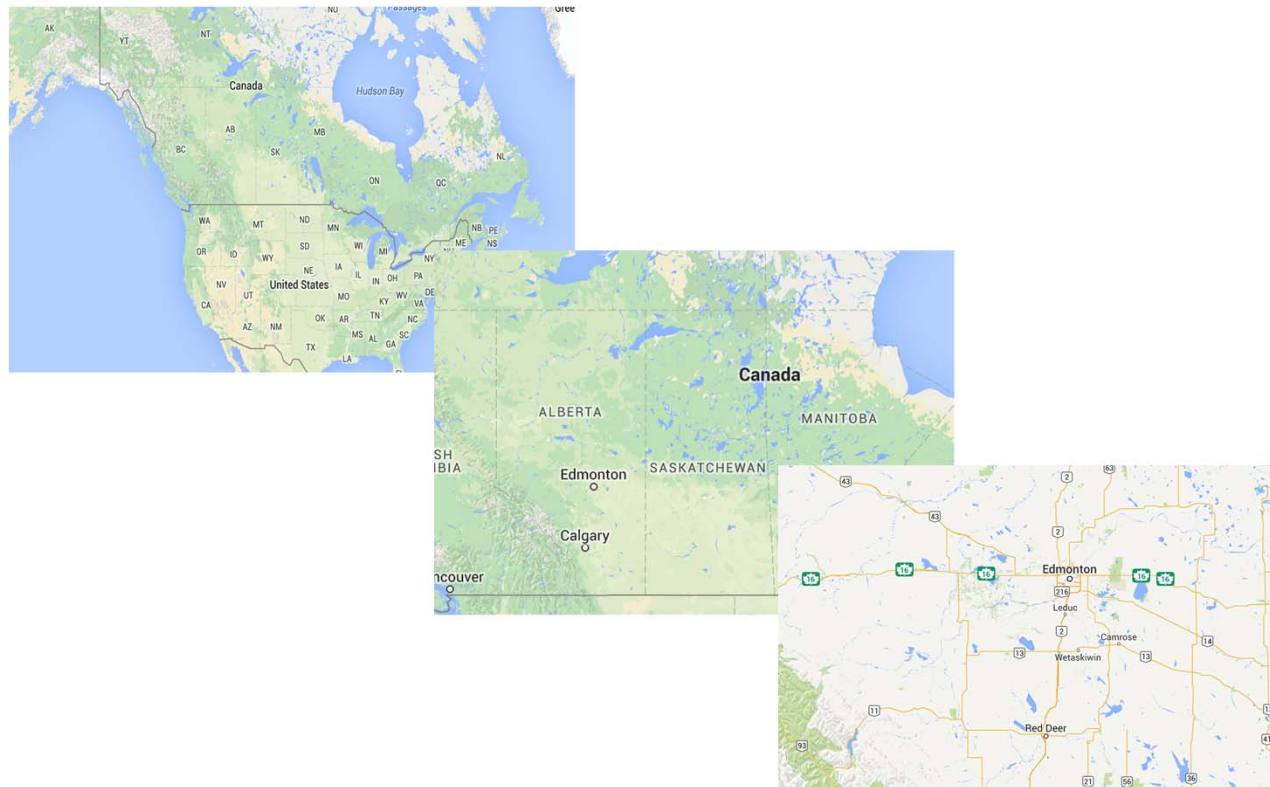 NU
Passages
Gree
AK
YT
NT
Canada
Hudson Bay
AB
MB
BC
SK
NL
ON
QC
WA
MT
ND
MN
NB
PE
ME
NS
OR
ID
SD
WI
MI
NY
WY
IA
NE
IL
IN
OH
PA
NV
UT
United States
MO
KY
WV
DE
VA
CA
AZ
NM
OK
AR
TN
NC
MS
AL
SC
GA
TX
LA
Canada
ALBERTA
MANITOBA
SH
BIA
SASKATCHEWAN
Edmonton
Calgary
ncouver
43
2
63
43
2
16
16
16
Edmonton
16
16
216
Leduc
2
Camrose
14
13
Wetaskiwin
13
11
93
Red Deer
41
21
56
36